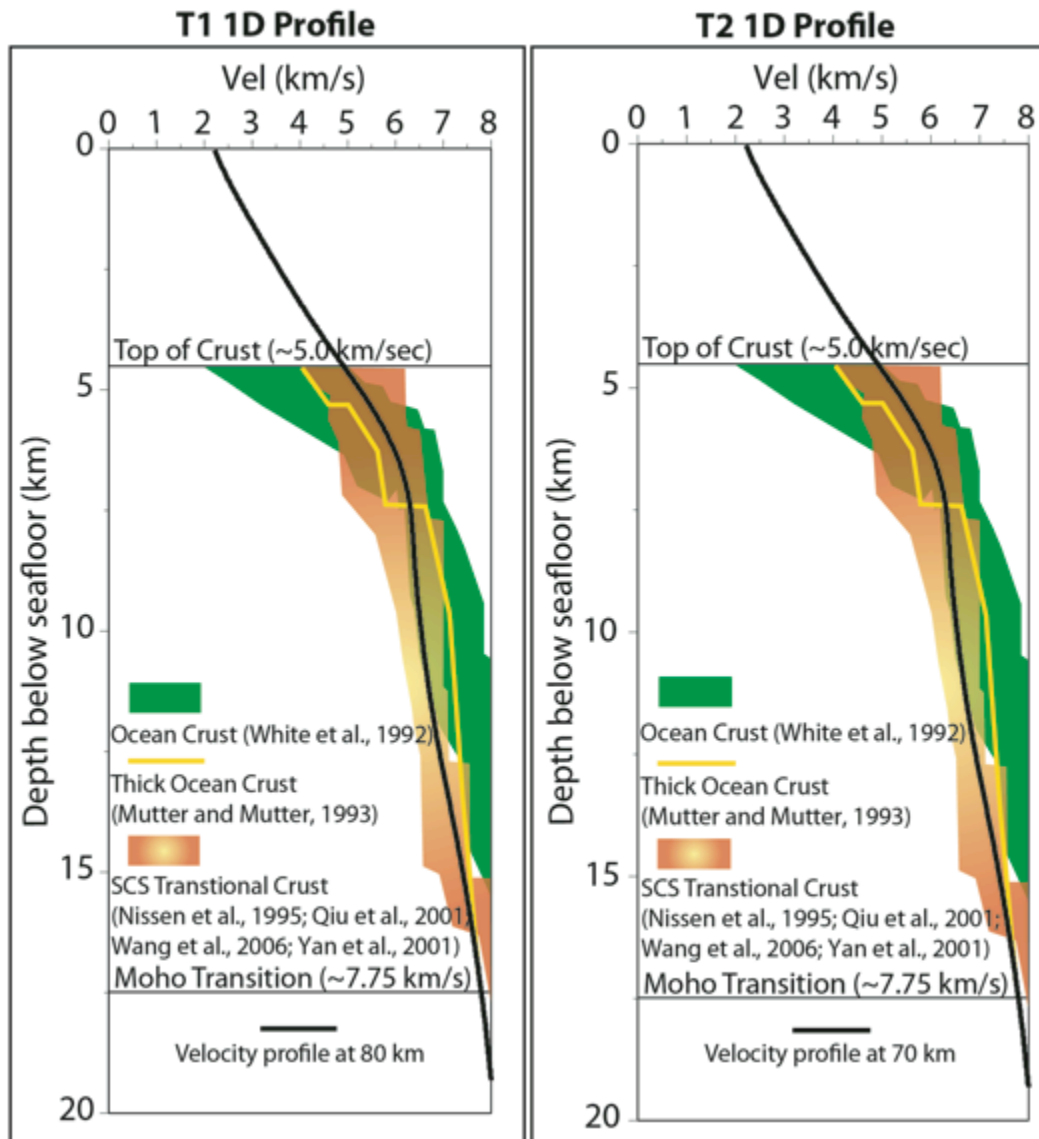 T1 1D Profile
Vel (km/s)
0 1 2 3 4 5 6 7 8
0
Top of Crust (~5.0 km/sec)
5
Depth below seafloor (km)
10
Ocean Crust (White et al., 1992)
Thick Ocean Crust
(Mutter and Mutter, 1993)
15
SCS Transtional Crust
(Nissen et al., 1995; Qiu et al., 2001;
Wang et al., 2006; Yan et al., 2001)
Moho Transition (~7.75 km/s)
Velocity profile at 80 km
20
T2 1D Profile
Vel (km/s)
0 1 2 3 4 5 6 7 8
0
Top of Crust (~5.0 km/sec)
5
Depth below seafloor (km)
10
Ocean Crust (White et al., 1992)
Thick Ocean Crust
(Mutter and Mutter, 1993)
15
SCS Transtional Crust
(Nissen et al., 1995; Qiu et al., 2001;
Wang et al., 2006; Yan et al., 2001)
Moho Transition (~7.75 km/s)
Velocity profile at 70 km
20